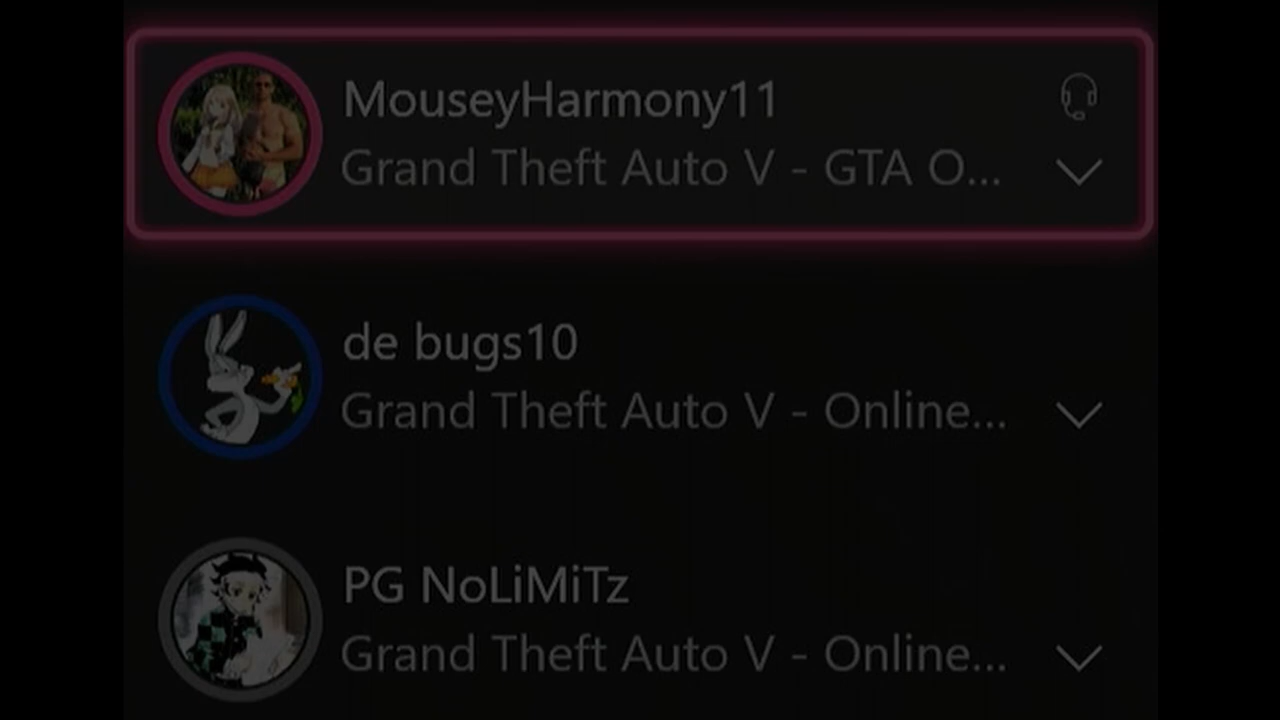 MouseyHarmony11
Grand Theft Auto V - GTA O...
de bugs10
Grand Theft Auto V - Online...
PG NoLiMiTz
Grand Theft Auto V - Online...